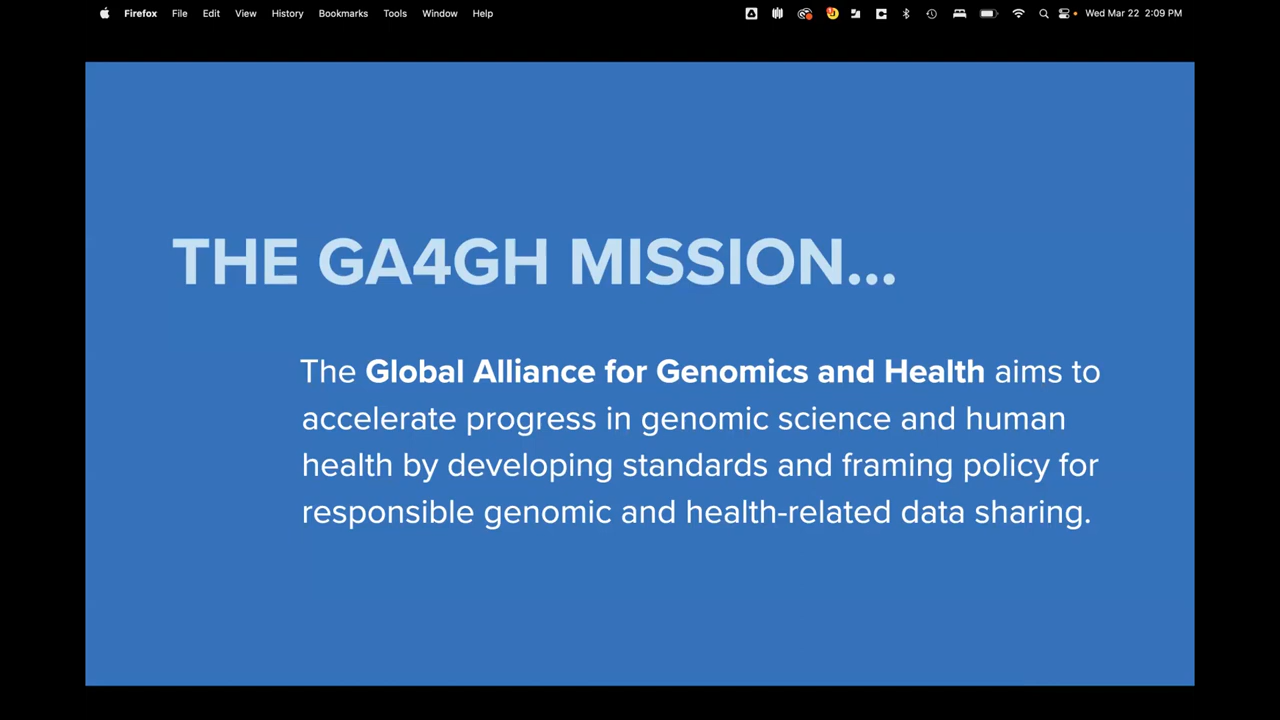 Firefox File Edit View History Bookmarks Tools Window Help Wed Mar 22 2:09 PM
THE GA4GH MISSION...
The Global Alliance for Genomics and Health aims to
accelerate progress in genomic science and human
health by developing standards and framing policy for
responsible genomic and health-related data sharing.